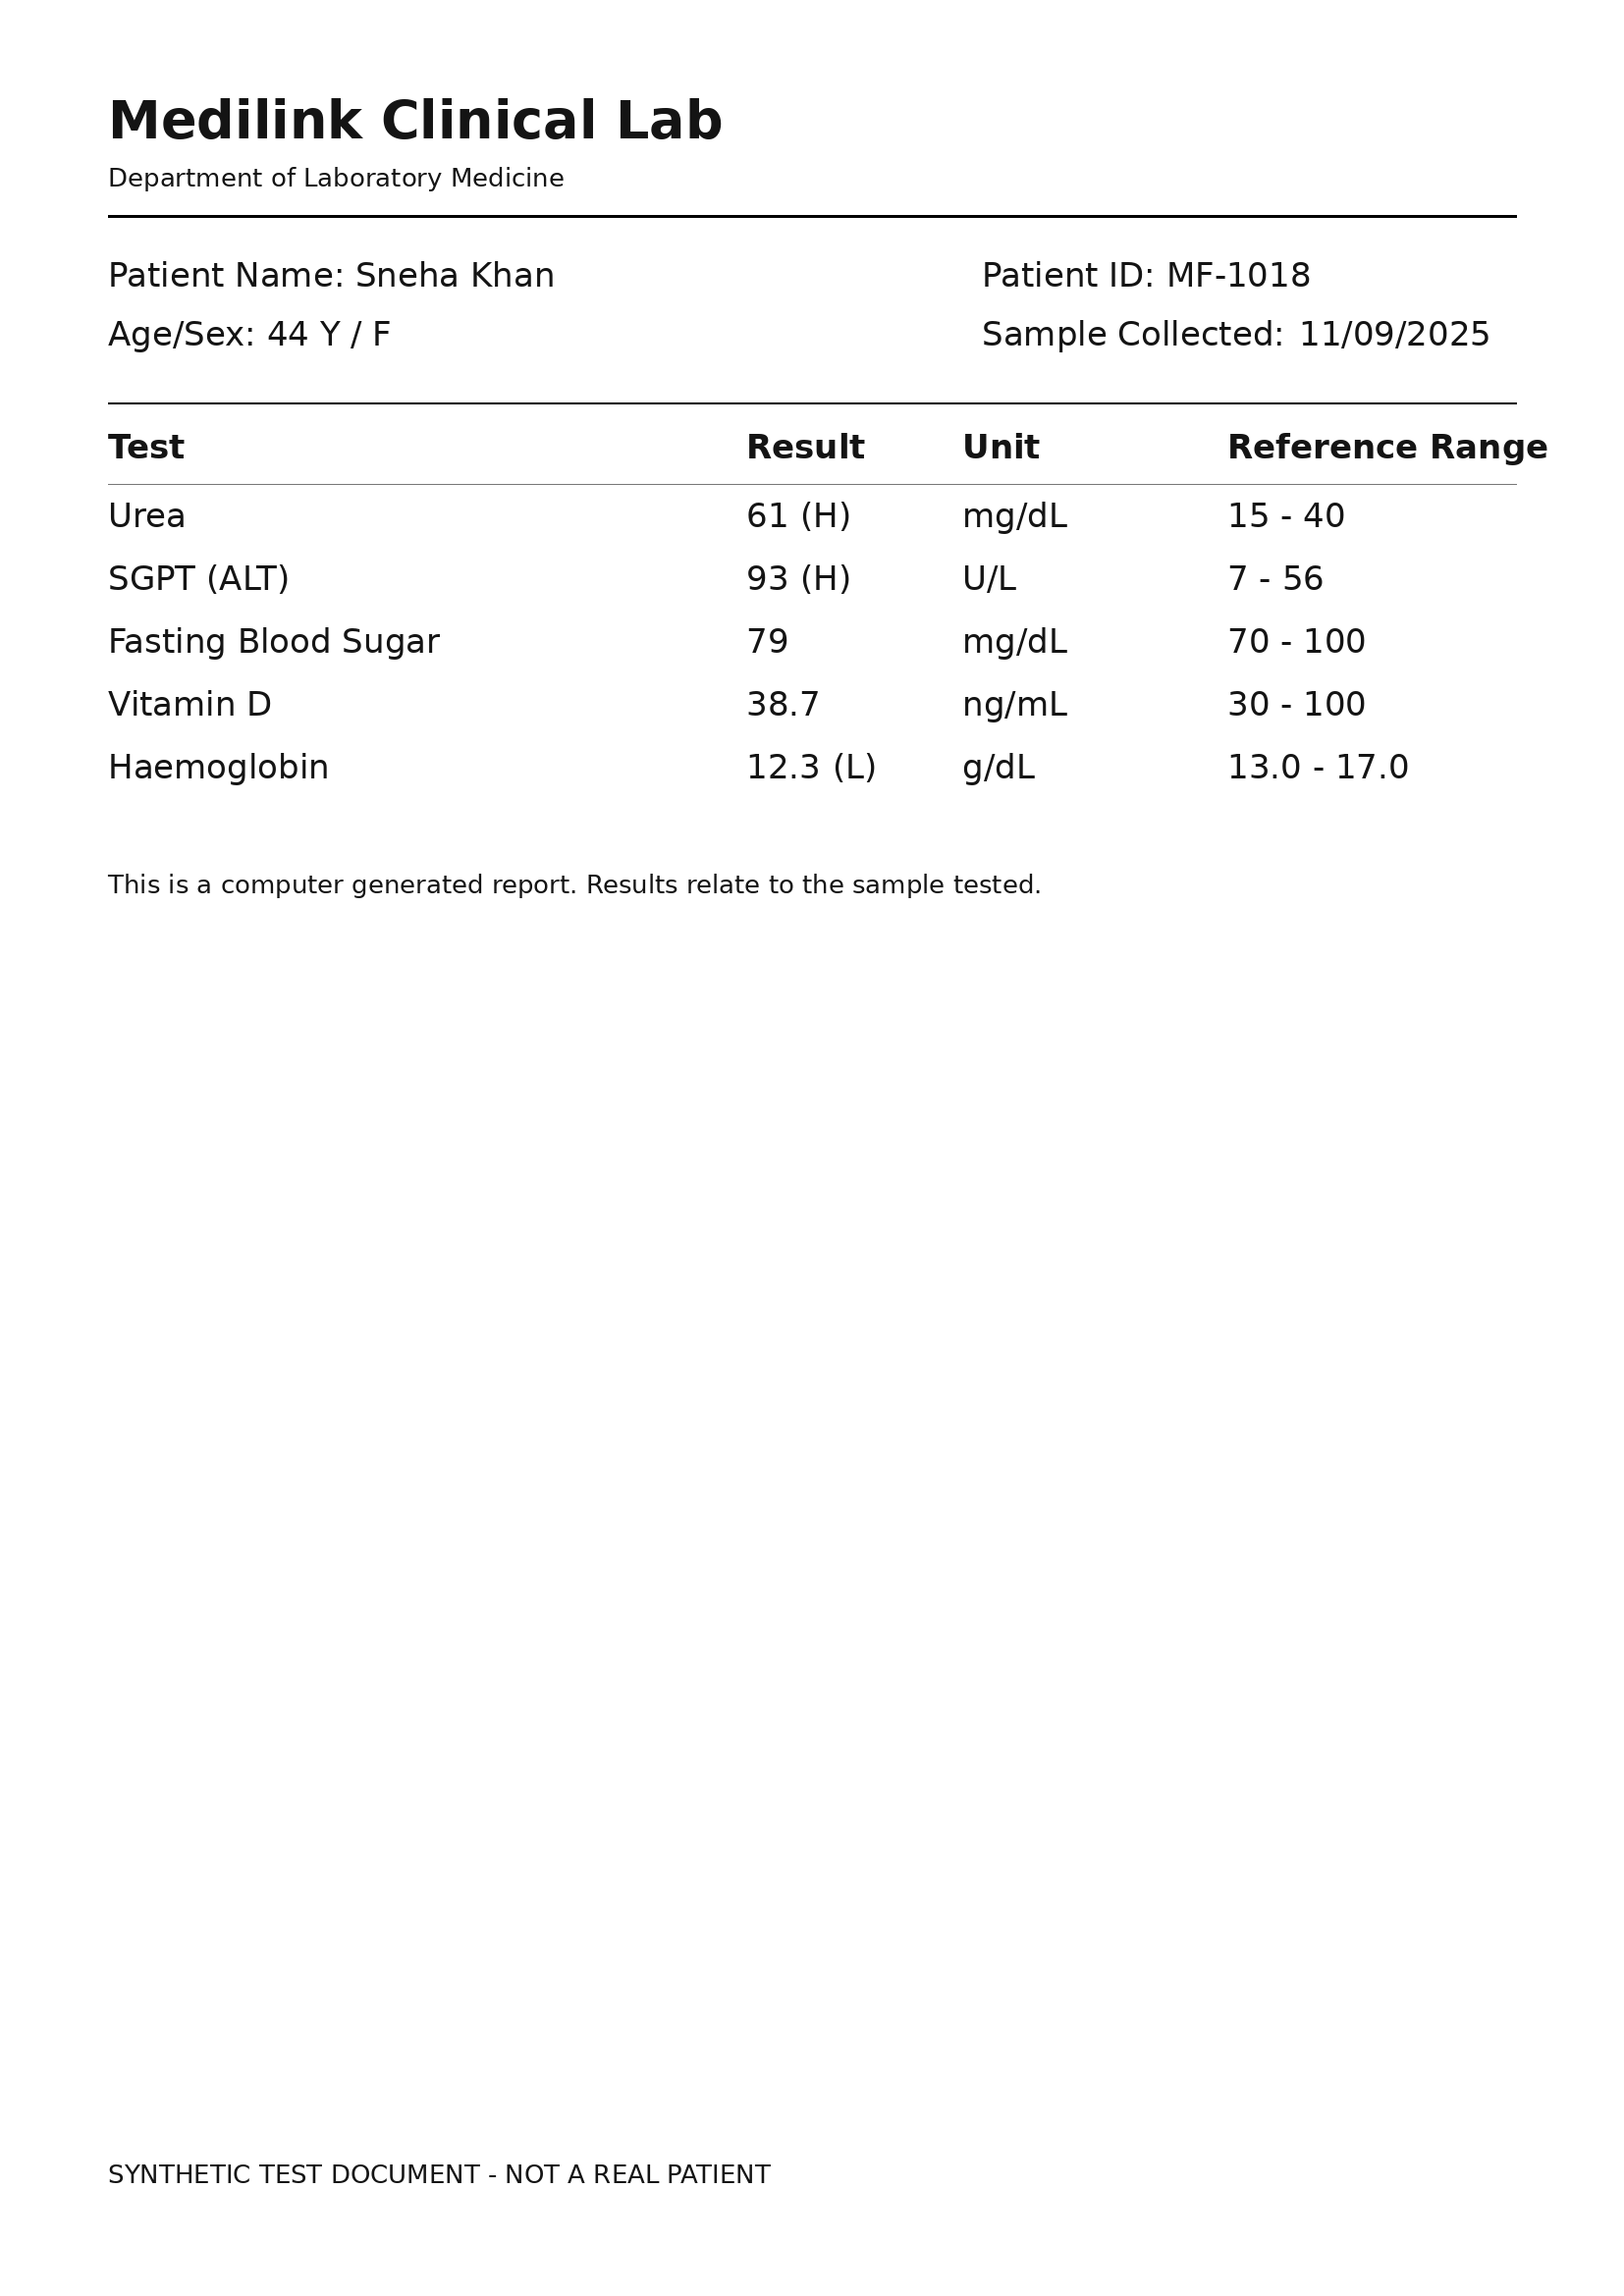 Medilink Clinical Lab
Department of Laboratory Medicine
Patient Name: Sneha Khan Patient ID: MF-1018
Age/Sex: 44 Y / F Sample Collected: 11/09/2025
Test Result Unit Reference Range
Urea 61 (H) mg/dL 15 - 40
SGPT (ALT) 93 (H) U/L 7 - 56
Fasting Blood Sugar 79 mg/dL 70 - 100
Vitamin D 38.7 ng/mL 30 - 100
Haemoglobin 12.3 (L) g/dL 13.0 - 17.0
This is a computer generated report. Results relate to the sample tested.
SYNTHETIC TEST DOCUMENT - NOT A REAL PATIENT